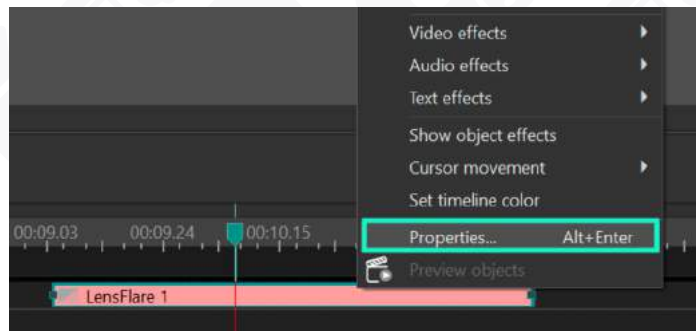 Video effects
Audio effects
Text effects
Show object effects
Cursor movement
Set timeline color
00:09.03 00:09.24 00:10.15
Properties... Alt+Enter
Preview objects
LensFlare 1